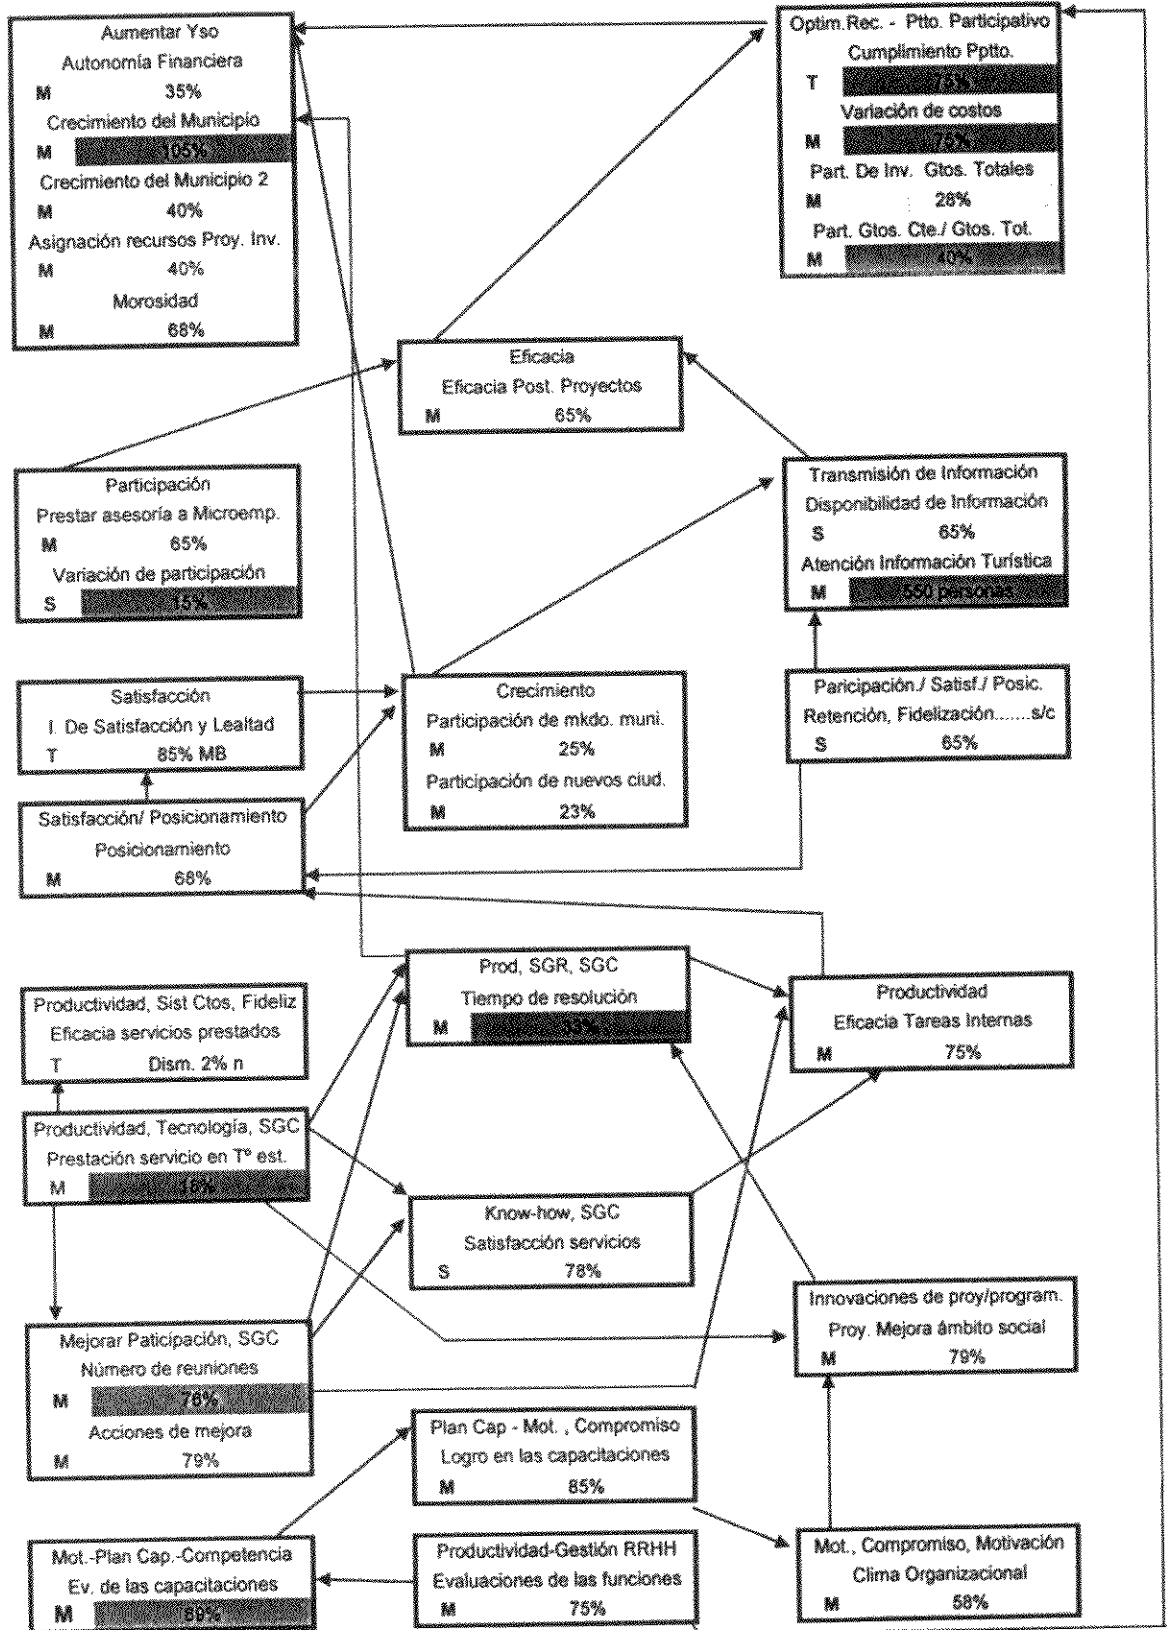 Aumentar Yso
Autonomía Financiera
M 35%
Crecimiento del Municipio
M 105%
Crecimiento del Municipio 2
M 40%
Asignación recursos Proy. Inv.
M 40%
Morosidad
M 68%
Optim.Rec. - Ptto. Participativo
Cumplimiento Pptto.
T 75%
Variación de costos
M 75%
Part. De Inv. Gtos. Totales
M 28%
Part. Gtos. Cte./ Gtos. Tot.
M 40%
Eficacia
Eficacia Post. Proyectos
M 65%
Participación
Prestar asesoría a Microemp.
M 65%
Variación de participación
S 15%
Transmisión de Información
Disponibilidad de Información
S 65%
Atención Información Turística
M 550 personas
Satisfacción
I. De Satisfacción y Lealtad
T 85% MB
Crecimiento
Participación de mkdo. muni.
M 25%
Participación de nuevos ciud.
M 23%
Paricipación./ Satisf./ Posic.
Retención, Fidelización.......s/c
S 65%
Satisfacción/ Posicionamiento
Posicionamiento
M 68%
Prod, SGR, SGC
Tiempo de resolución
M 33%
Productividad
Eficacia Tareas Internas
M 75%
Productividad, Sist Ctos, Fideliz
Eficacia servicios prestados
T Dism. 2% n
Productividad, Tecnología, SGC
Prestación servicio en Tº est.
M
Know-how, SGC
Satisfacción servicios
S 78%
Innovaciones de proy/program.
Proy. Mejora ámbito social
M 79%
Mejorar Paticipación, SGC
Número de reuniones
M 76%
Acciones de mejora
M 79%
Plan Cap - Mot. , Compromiso
Logro en las capacitaciones
M 85%
Mot.-Plan Cap.-Competencia
Ev. de las capacitaciones
M 89%
Productividad-Gestión RRHH
Evaluaciones de las funciones
M 75%
Mot., Compromiso, Motivación
Clima Organizacional
M 58%